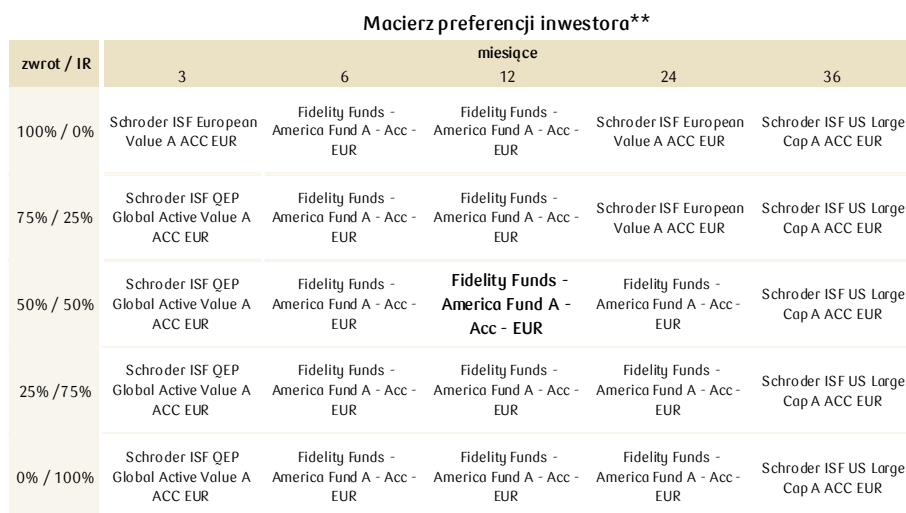 Macierz preferencji inwestora**
zwrot / IR
miesiące
3 6 12 24 36
100% / 0%
Schroder ISF European
Value A ACC EUR
Fidelity Funds -
America Fund A - Acc -
EUR
Fidelity Funds -
America Fund A - Acc -
EUR
Schroder ISF European
Value A ACC EUR
Schroder ISF US Large
Cap A ACC EUR
75% / 25%
Schroder ISF QEP
Global Active Value A
ACC EUR
Fidelity Funds -
America Fund A - Acc -
EUR
Fidelity Funds -
America Fund A - Acc -
EUR
Schroder ISF European
Value A ACC EUR
Schroder ISF US Large
Cap A ACC EUR
50% / 50%
Schroder ISF QEP
Global Active Value A
ACC EUR
Fidelity Funds -
America Fund A - Acc -
EUR
Fidelity Funds -
America Fund A -
Acc - EUR
Fidelity Funds -
America Fund A - Acc -
EUR
Schroder ISF US Large
Cap A ACC EUR
25% /75%
Schroder ISF QEP
Global Active Value A
ACC EUR
Fidelity Funds -
America Fund A - Acc -
EUR
Fidelity Funds -
America Fund A - Acc -
EUR
Fidelity Funds -
America Fund A - Acc -
EUR
Schroder ISF US Large
Cap A ACC EUR
0% / 100%
Schroder ISF QEP
Global Active Value A
ACC EUR
Fidelity Funds -
America Fund A - Acc -
EUR
Fidelity Funds -
America Fund A - Acc -
EUR
Fidelity Funds -
America Fund A - Acc -
EUR
Schroder ISF US Large
Cap A ACC EUR